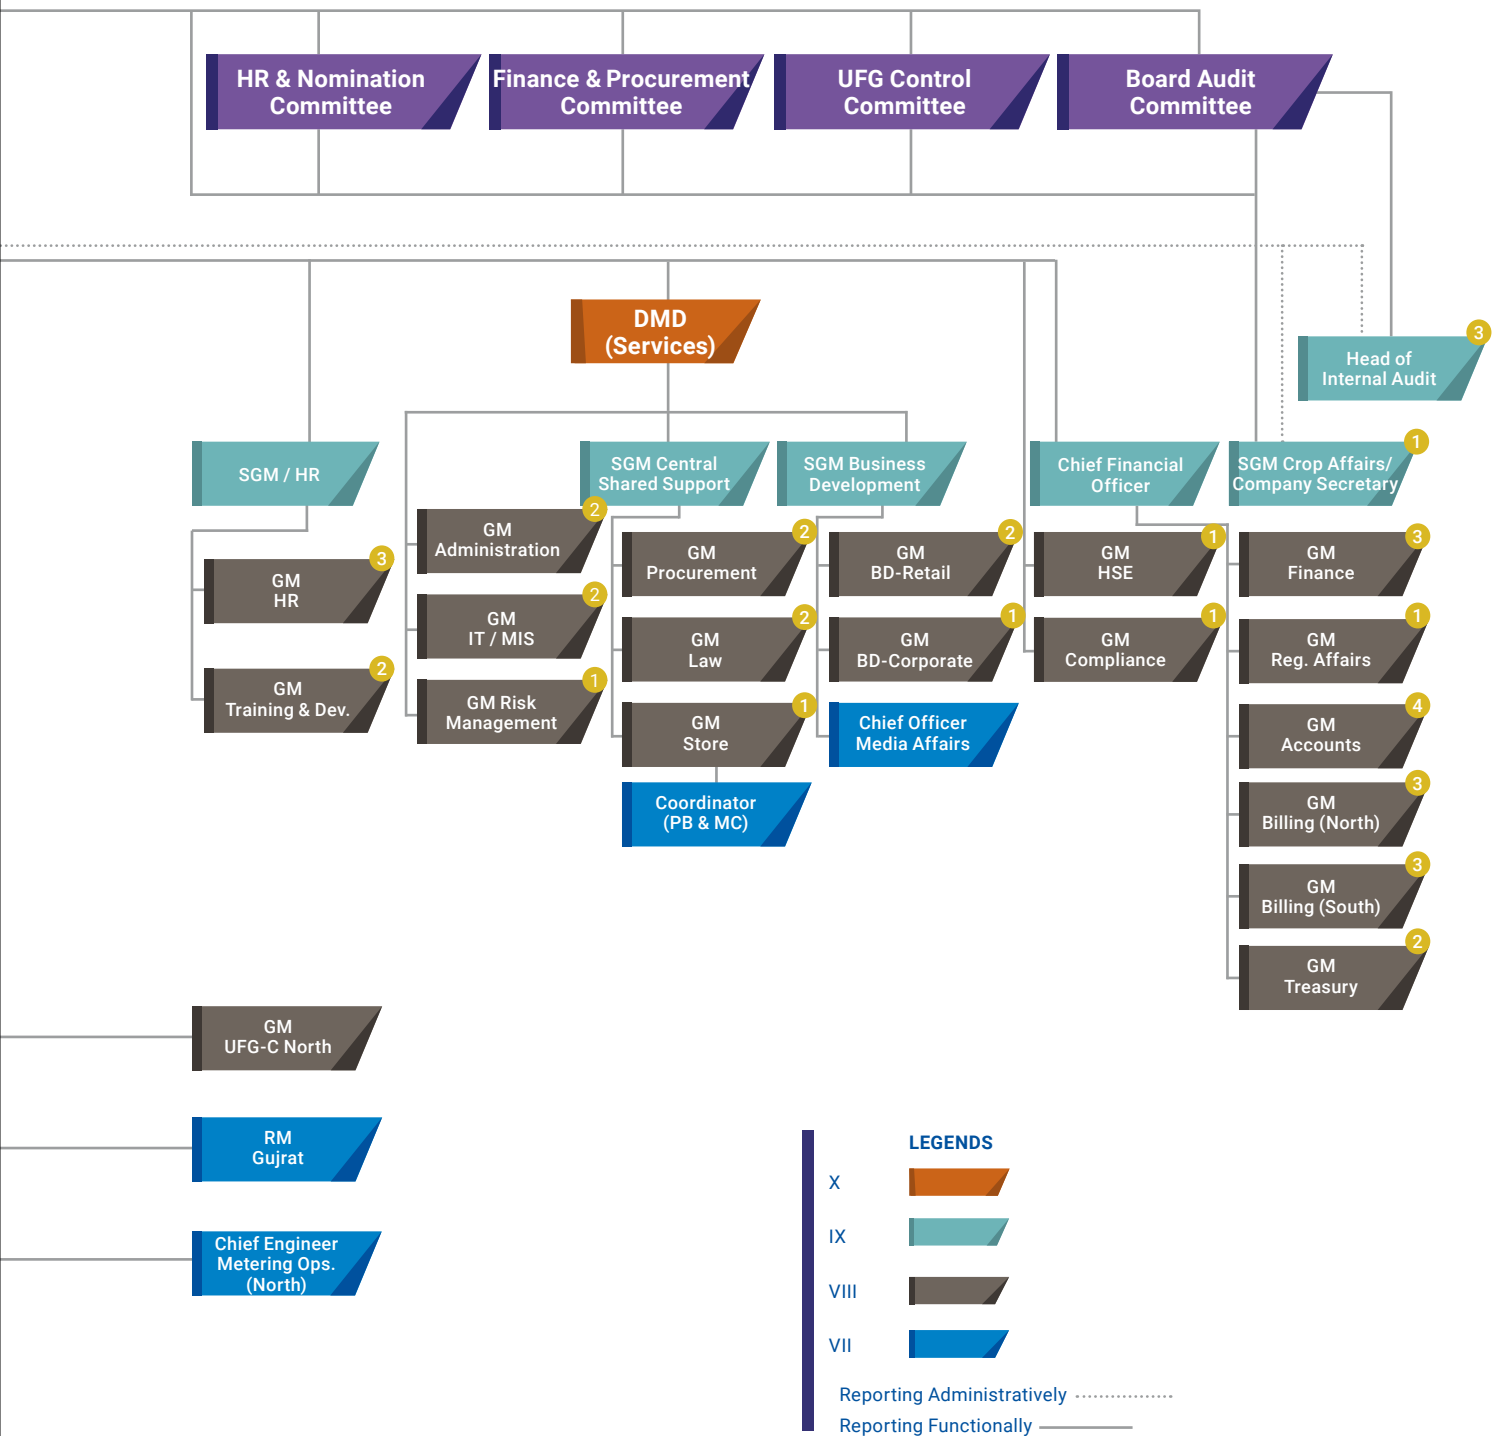 HR & Nomination
Committee
Finance & Procurement
Committee
UFG Control
Committee
Board Audit
Committee
DMD
(Services)
3
Head of
Internal Audit
SGM / HR
SGM Central
Shared Support
SGM Business
Development
Chief Financial
Officer
1
SGM Crop Affairs/
Company Secretary
3
GM
HR
2
GM
Training & Dev.
2
GM
Administration
2
GM
IT / MIS
1
GM Risk
Management
2
GM
Procurement
2
GM
Law
1
GM
Store
Coordinator
(PB & MC)
2
GM
BD-Retail
1
GM
BD-Corporate
Chief Officer
Media Affairs
1
GM
HSE
1
GM
Compliance
3
GM
Finance
1
GM
Reg. Affairs
4
GM
Accounts
3
GM
Billing (North)
3
GM
Billing (South)
2
GM
Treasury
GM
UFG-C North
RM
Gujrat
Chief Engineer
Metering Ops.
(North)
LEGENDS
X
IX
VIII
VII
Reporting Administratively
Reporting Functionally